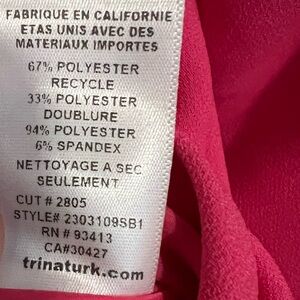 FABRIQUE EN CALIFORNIE
ETAS UNIS AVEC DES
MATERIAUX IMPORTES
67% POLYESTER
RECYCLE
33% POLYESTER
DOUBLURE
94% POLYESTER
6% SPANDEX
NETTOYAGE A SEC
SEULEMENT
CUT # 2805
STYLE# 2303109SB1
RN # 93413
CA#30427
trinaturk.com